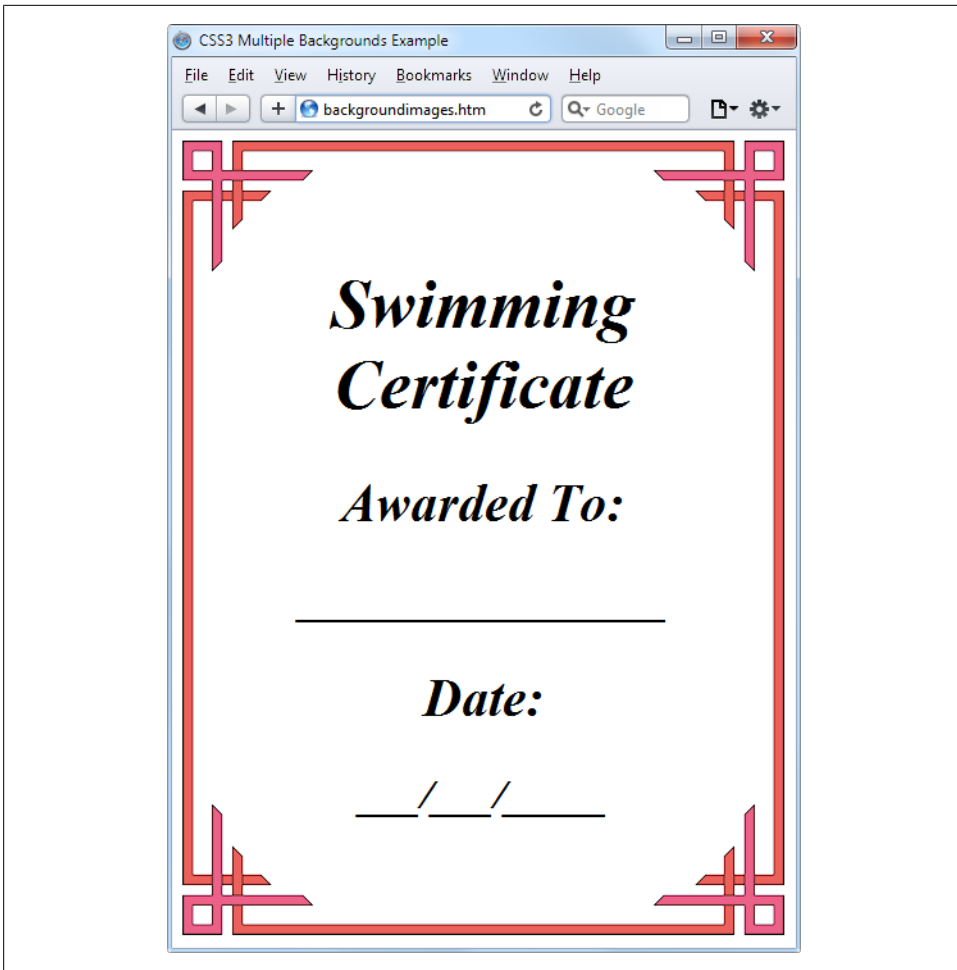 CSS3 Multiple Backgrounds Example
File Edit View History Bookmarks Window Help
+ backgroundimages.htm Google
Swimming
Certificate
Awarded To:
__________________
Date:
___/___/_____